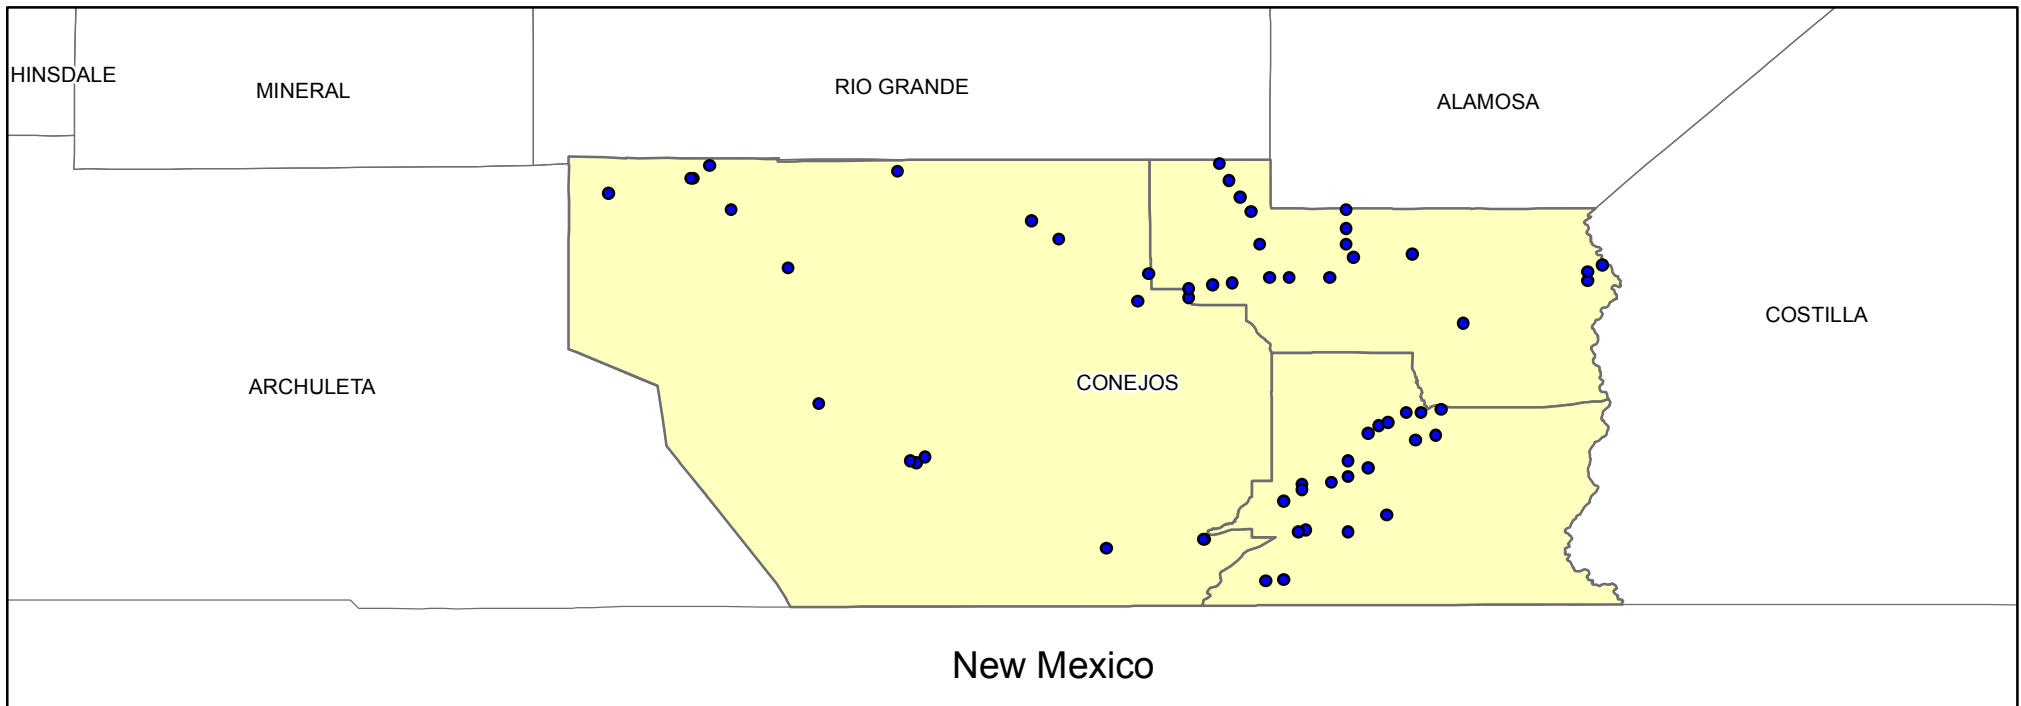 HINSDALE
MINERAL
RIO GRANDE
ALAMOSA
COSTILLA
ARCHULETA
CONEJOS
New Mexico